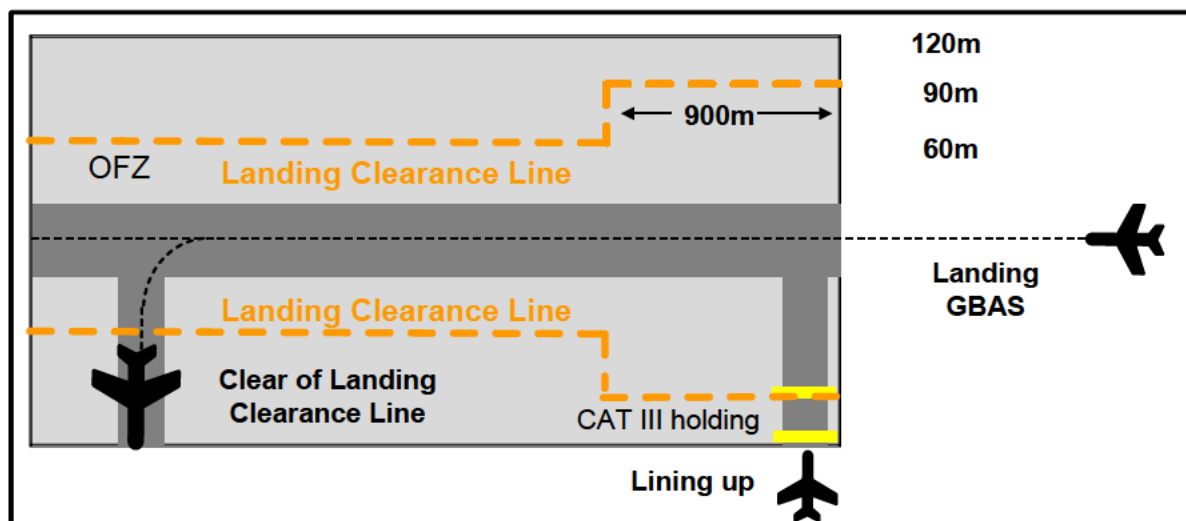 120m
90m
900m
60m
OFZ
Landing Clearance Line
Landing
GBAS
Landing Clearance Line
Clear of Landing
Clearance Line
CAT III holding
Lining up